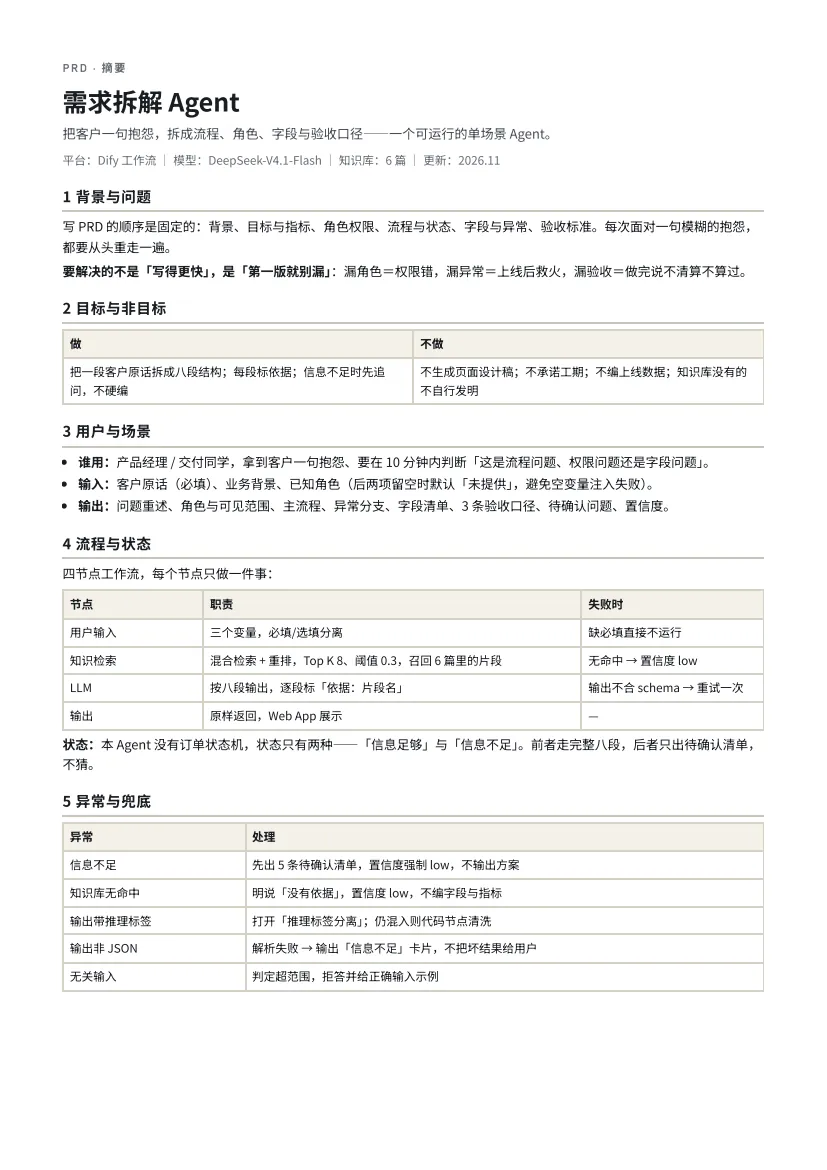 PRD · 摘要
需求拆解 Agent
把客户一句抱怨，拆成流程、角色、字段与验收口径——一个可运行的单场景 Agent。
平台：Dify 工作流 ｜ 模型：DeepSeek-V4.1-Flash ｜ 知识库：6 篇 ｜ 更新：2026.11
1 背景与问题
写 PRD 的顺序是固定的：背景、目标与指标、角色权限、流程与状态、字段与异常、验收标准。每次面对一句模糊的抱怨，
都要从头重走一遍。
要解决的不是「写得更快」，是「第一版就别漏」：漏角色＝权限错，漏异常＝上线后救火，漏验收＝做完说不清算不算过。
2 目标与非目标
做 不做
把一段客户原话拆成八段结构；每段标依据；信息不足时先追 不生成页面设计稿；不承诺工期；不编上线数据；知识库没有的
问，不硬编 不自行发明
3 用户与场景
• 谁用：产品经理 / 交付同学，拿到客户一句抱怨、要在 10 分钟内判断「这是流程问题、权限问题还是字段问题」。
• 输入：客户原话（必填）、业务背景、已知角色（后两项留空时默认「未提供」，避免空变量注入失败）。
• 输出：问题重述、角色与可见范围、主流程、异常分支、字段清单、3 条验收口径、待确认问题、置信度。
4 流程与状态
四节点工作流，每个节点只做一件事：
节点 职责 失败时
用户输入 三个变量，必填/选填分离 缺必填直接不运行
知识检索 混合检索 + 重排，Top K 8、阈值 0.3，召回 6 篇里的片段 无命中 → 置信度 low
LLM 按八段输出，逐段标「依据：片段名」 输出不合 schema → 重试一次
输出 原样返回，Web App 展示 —
状态：本 Agent 没有订单状态机，状态只有两种——「信息足够」与「信息不足」。前者走完整八段，后者只出待确认清单，
不猜。
5 异常与兜底
异常 处理
信息不足 先出 5 条待确认清单，置信度强制 low，不输出方案
知识库无命中 明说「没有依据」，置信度 low，不编字段与指标
输出带推理标签 打开「推理标签分离」；仍混入则代码节点清洗
输出非 JSON 解析失败 → 输出「信息不足」卡片，不把坏结果给用户
无关输入 判定超范围，拒答并给正确输入示例